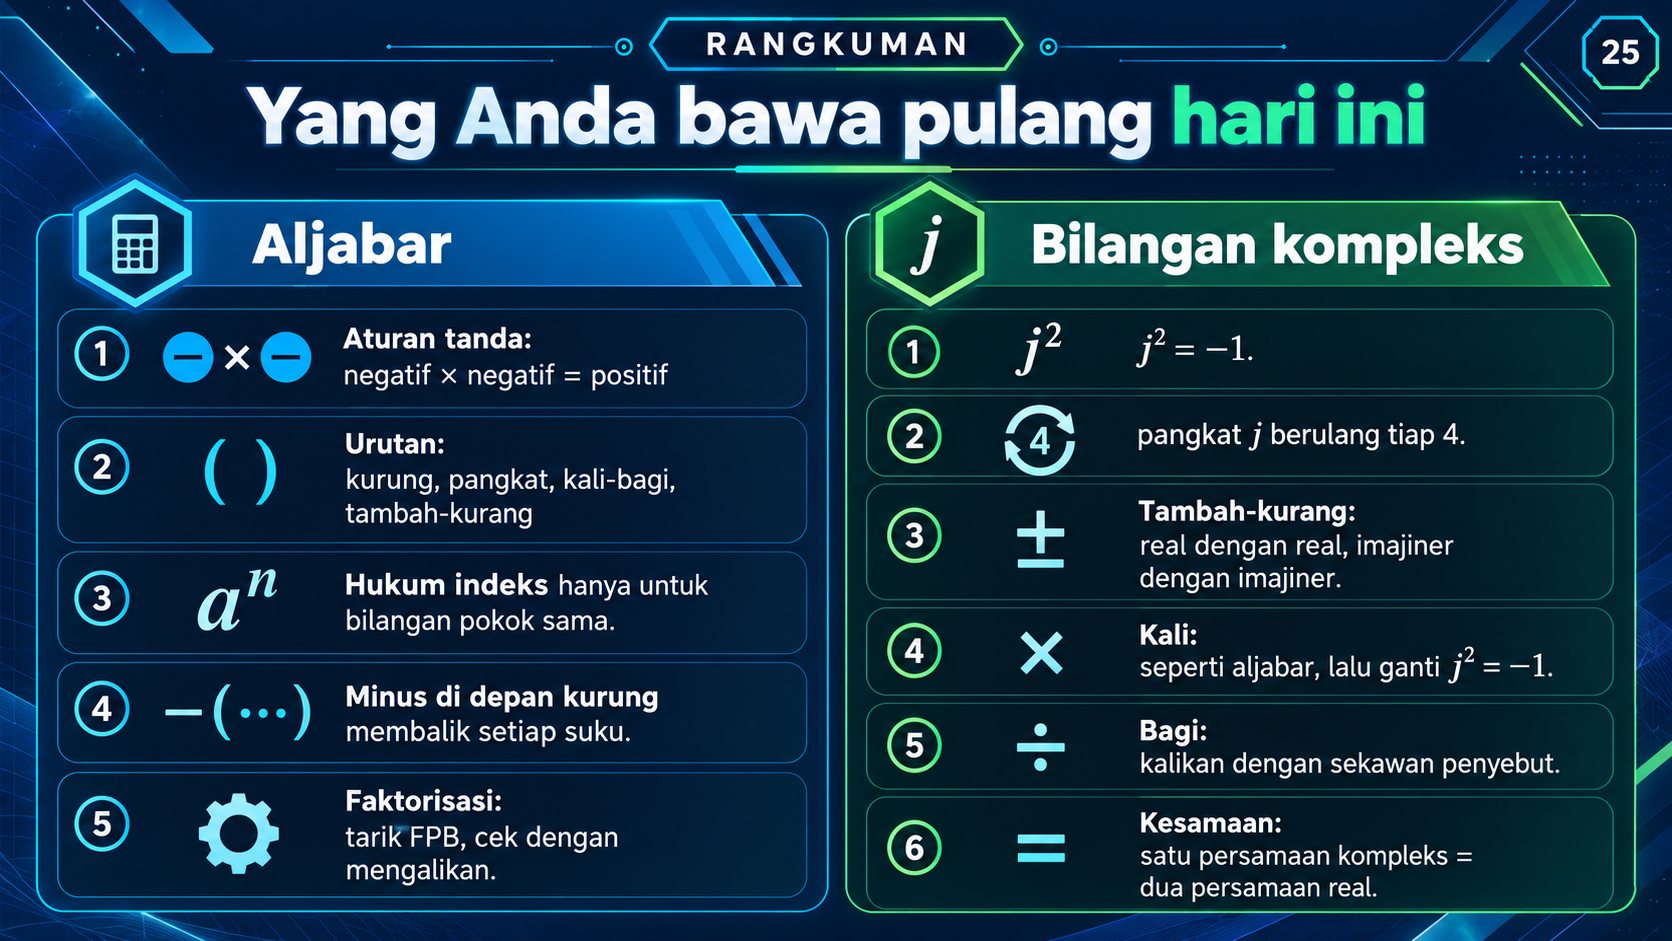 RANGKUMAN
25
Yang Anda bawa pulang hari ini
Aljabar
1
− × −
Aturan tanda:
negatif × negatif = positif
2
( )
Urutan:
kurung, pangkat, kali-bagi,
tambah-kurang
3
aⁿ
Hukum indeks hanya untuk
bilangan pokok sama.
4
−(···)
Minus di depan kurung
membalik setiap suku.
5
Faktorisasi:
tarik FPB, cek dengan
mengalikan.
j
Bilangan kompleks
1
j²
j² = −1.
2
4
pangkat j berulang tiap 4.
3
±
Tambah-kurang:
real dengan real, imajiner
dengan imajiner.
4
×
Kali:
seperti aljabar, lalu ganti j² = −1.
5
÷
Bagi:
kalikan dengan sekawan penyebut.
6
=
Kesamaan:
satu persamaan kompleks =
dua persamaan real.